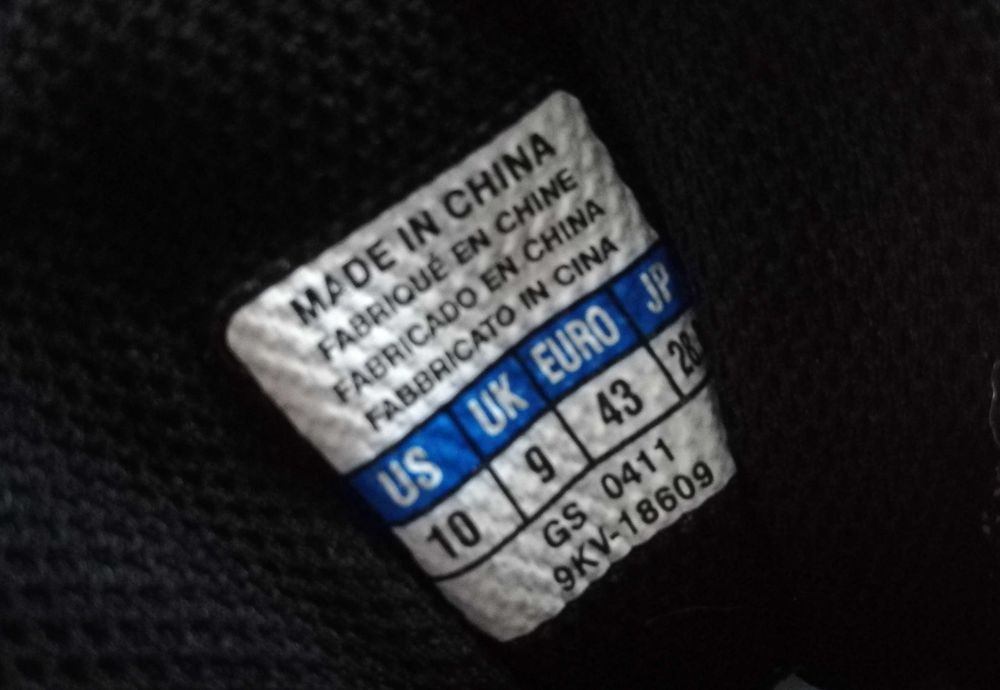 MADE IN CHINA
FABRIQUÉ EN CHINE
FABRICADO EN CHINA
FABBRICATO IN CINA
US UK EURO JP
10 9 43
GS 0411
9KV-18609